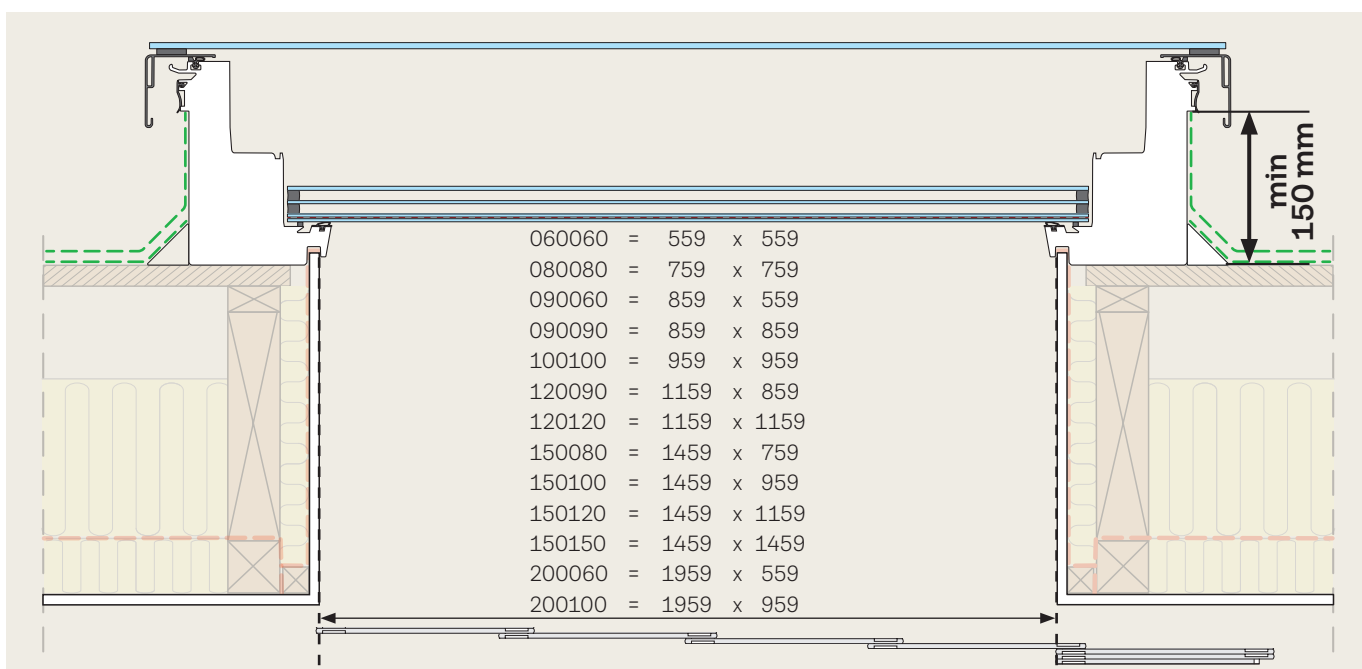 min
150 mm
060060 = 559 x 559
080080 = 759 x 759
090060 = 859 x 559
090090 = 859 x 859
100100 = 959 x 959
120090 = 1159 x 859
120120 = 1159 x 1159
150080 = 1459 x 759
150100 = 1459 x 959
150120 = 1459 x 1159
150150 = 1459 x 1459
200060 = 1959 x 559
200100 = 1959 x 959